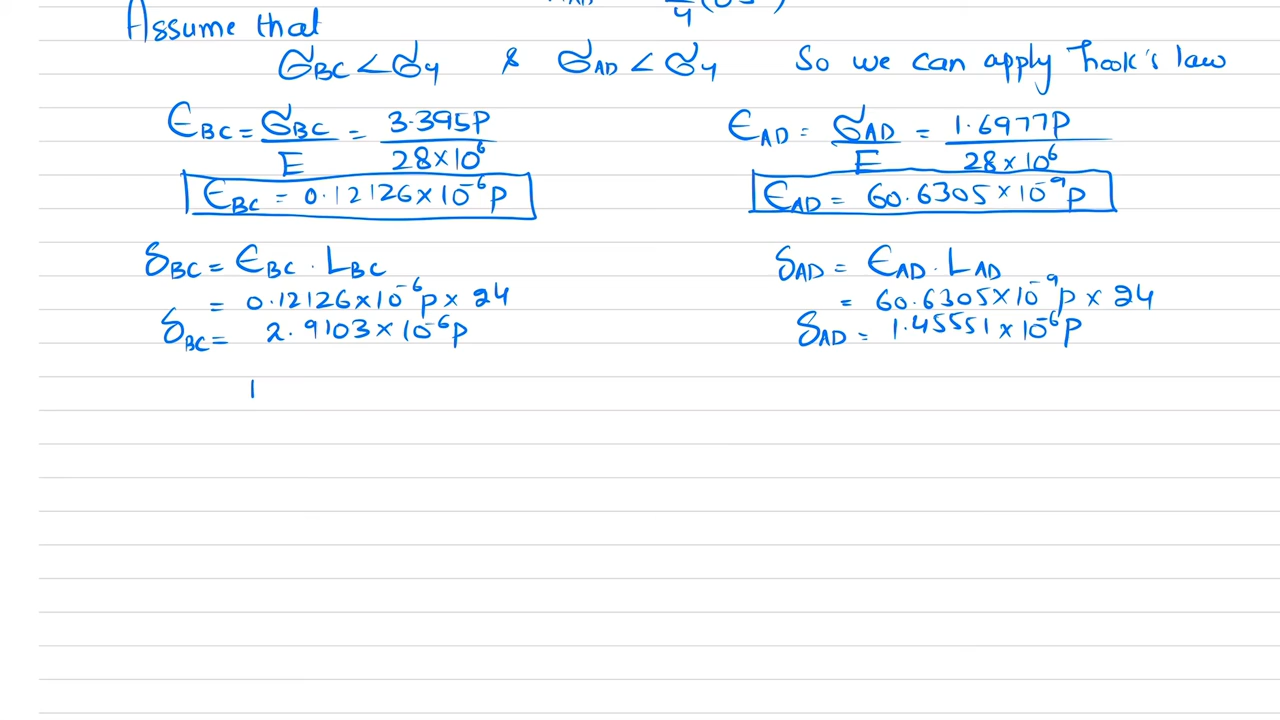 π/4 (0.5
Assume that
σBC < σy & σAD < σy So we can apply hook's law
ϵBC = σBC/E = 3.395P/28×10⁶ ϵAD = σAD/E = 1.6977P/28×10⁶
ϵBC = 0.12126×10⁻⁶P ϵAD = 60.6305×10⁻⁹P
δBC = ϵBC . LBC δAD = ϵAD . LAD
= 0.12126×10⁻⁶P × 24 = 60.6305×10⁻⁹P × 24
δBC = 2.9103×10⁻⁶P δAD = 1.45551×10⁻⁶P